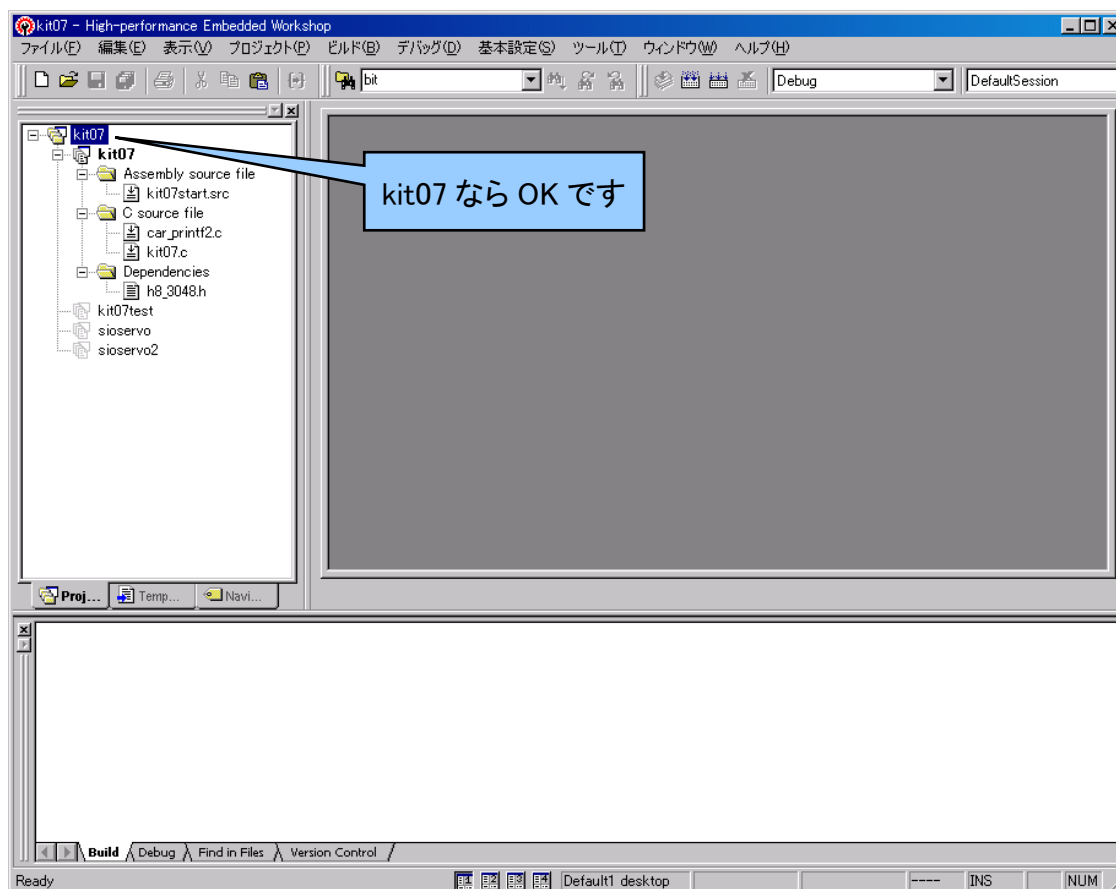 kit07 - High-performance Embedded Workshop
ファイル(F) 編集(E) 表示(V) プロジェクト(P) ビルド(B) デバッグ(D) 基本設定(S) ツール(T) ウィンドウ(W) ヘルプ(H)
bit Debug DefaultSession
kit07
kit07
Assembly source file
kit07start.src
C source file
car_printf2.c
kit07.c
Dependencies
h8_3048.h
kit07test
sioservo
sioservo2
kit07 なら OK です
Proj... Temp... Navi...
Build Debug Find in Files Version Control
Ready 1 2 3 4 Default1 desktop ---- INS NUM